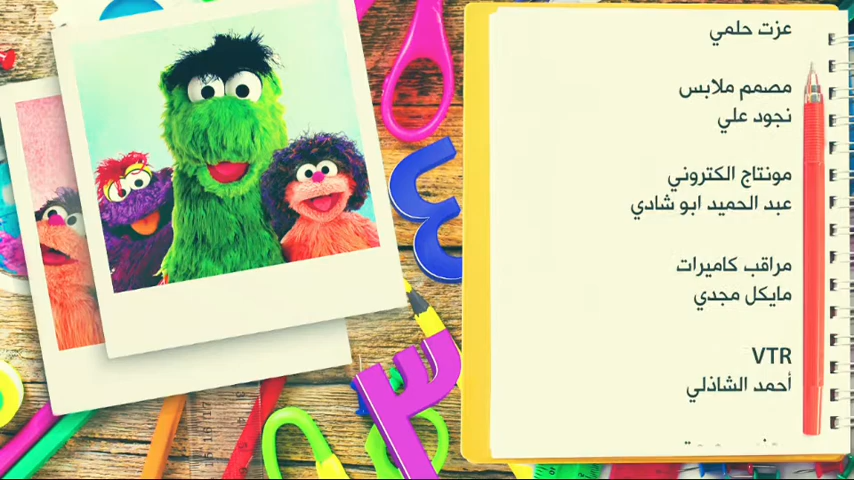 عزت حلمي
مصمم ملابس
نجود علي
مونتاج الكتروني
عبد الحميد ابو شادي
مراقب كاميرات
مايكل مجدي
VTR
أحمد الشاذلي